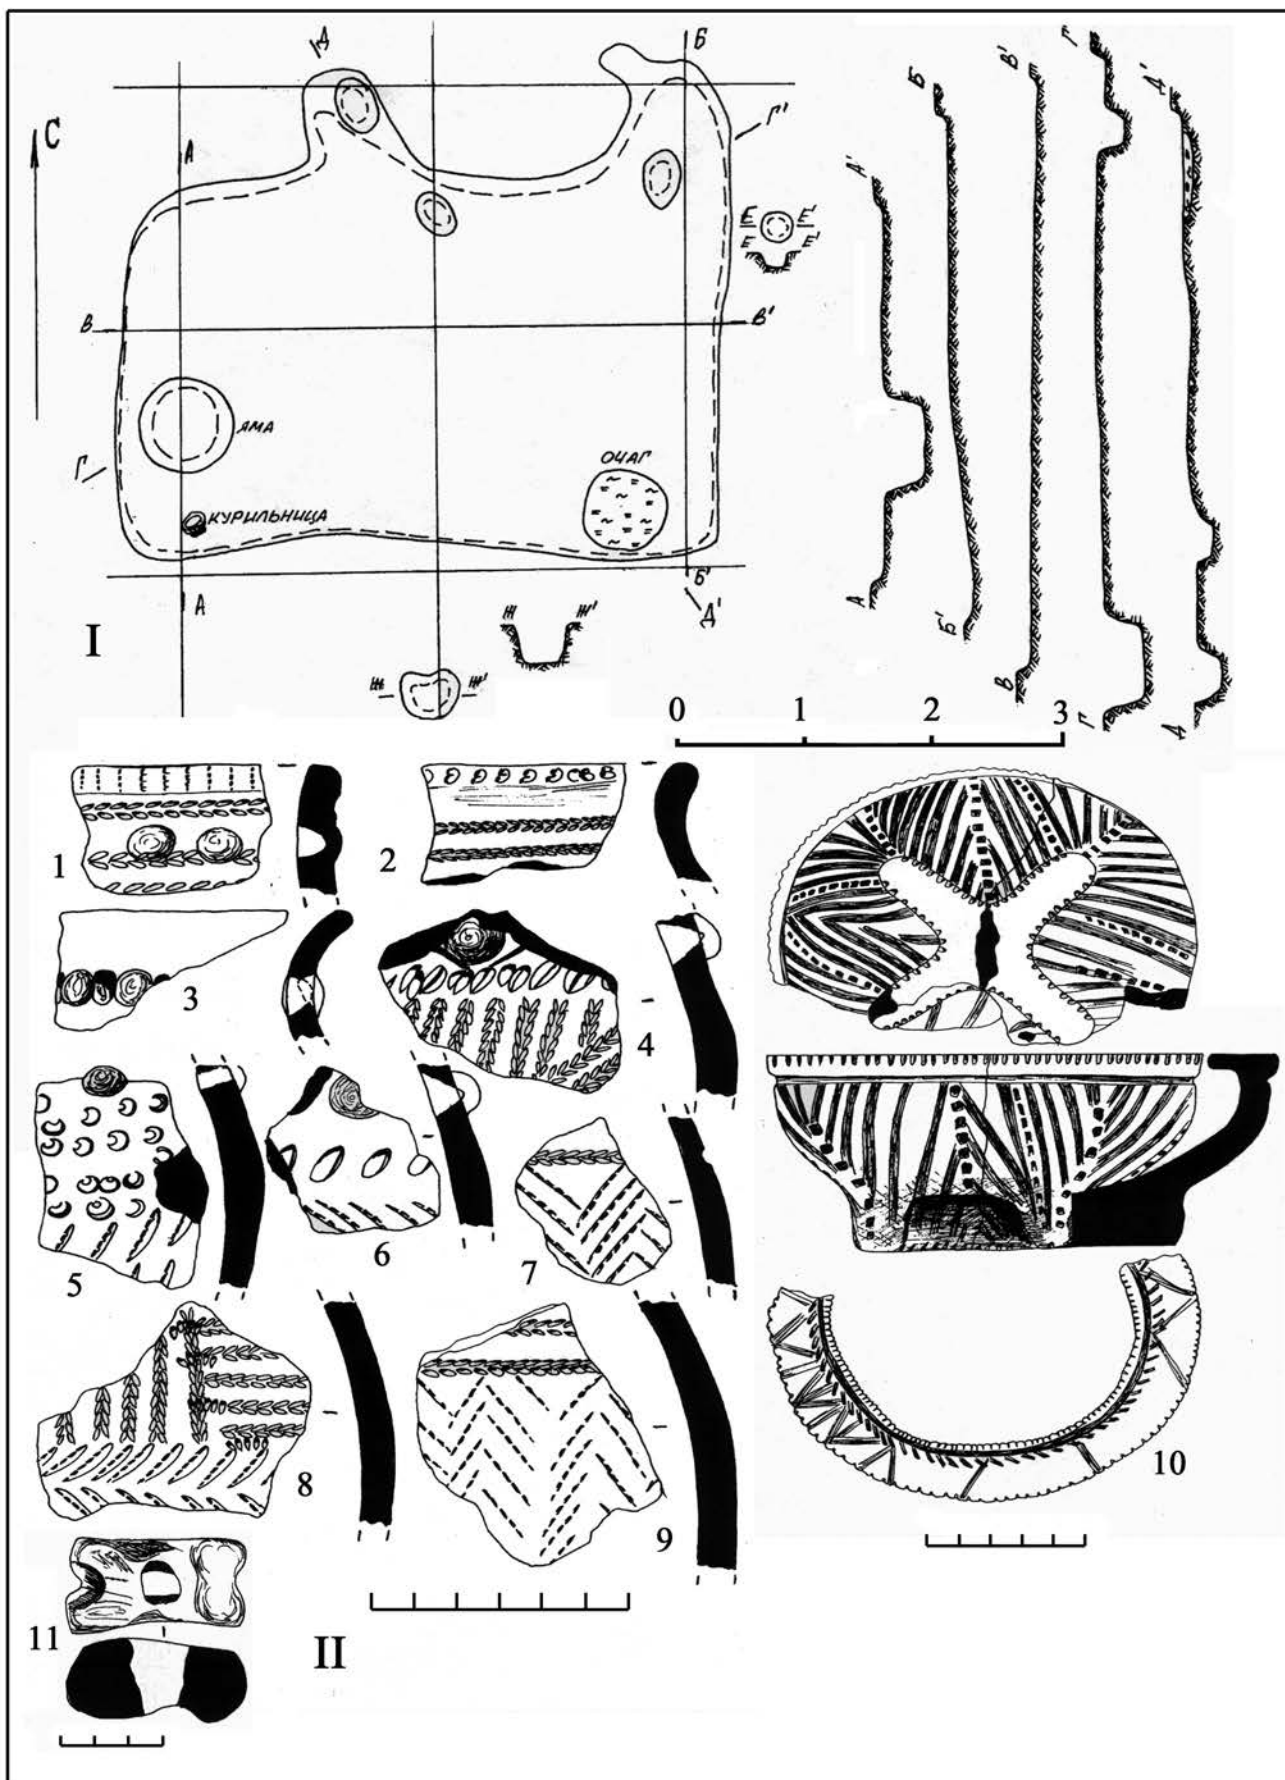 Д
Б
С
А
Г'
Е Е'
Е Е'
В В'
ЯМА
Г
ОЧАГ
КУРИЛЬНИЦА
А
Б'
Д'
Ж Ж'
Ж Ж'
I
А'
А
Б
Б'
В'
В
Г'
Г
Д'
Д
0 1 2 3
1
2
3
4
5
6
7
8
9
10
11
II